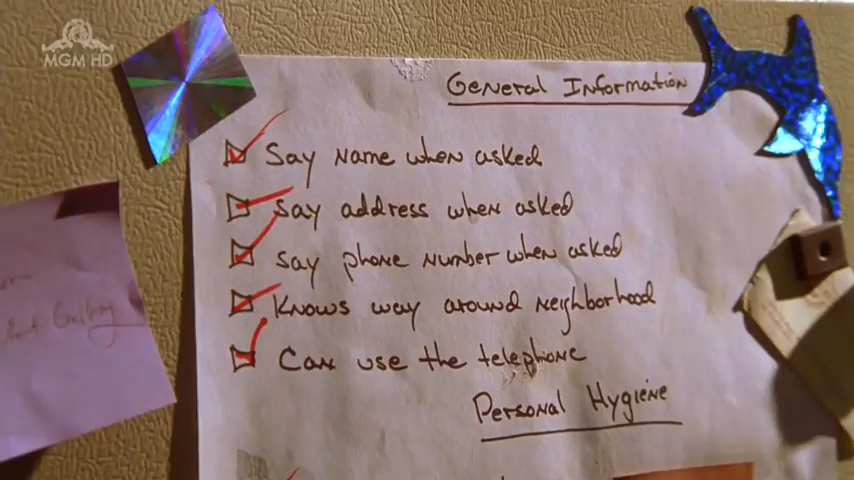 MGM HD
General Information
Say Name when asked
Say address when asked
Say phone number when asked
Knows way around neighborhood
Can use the telephone
Personal Hygiene